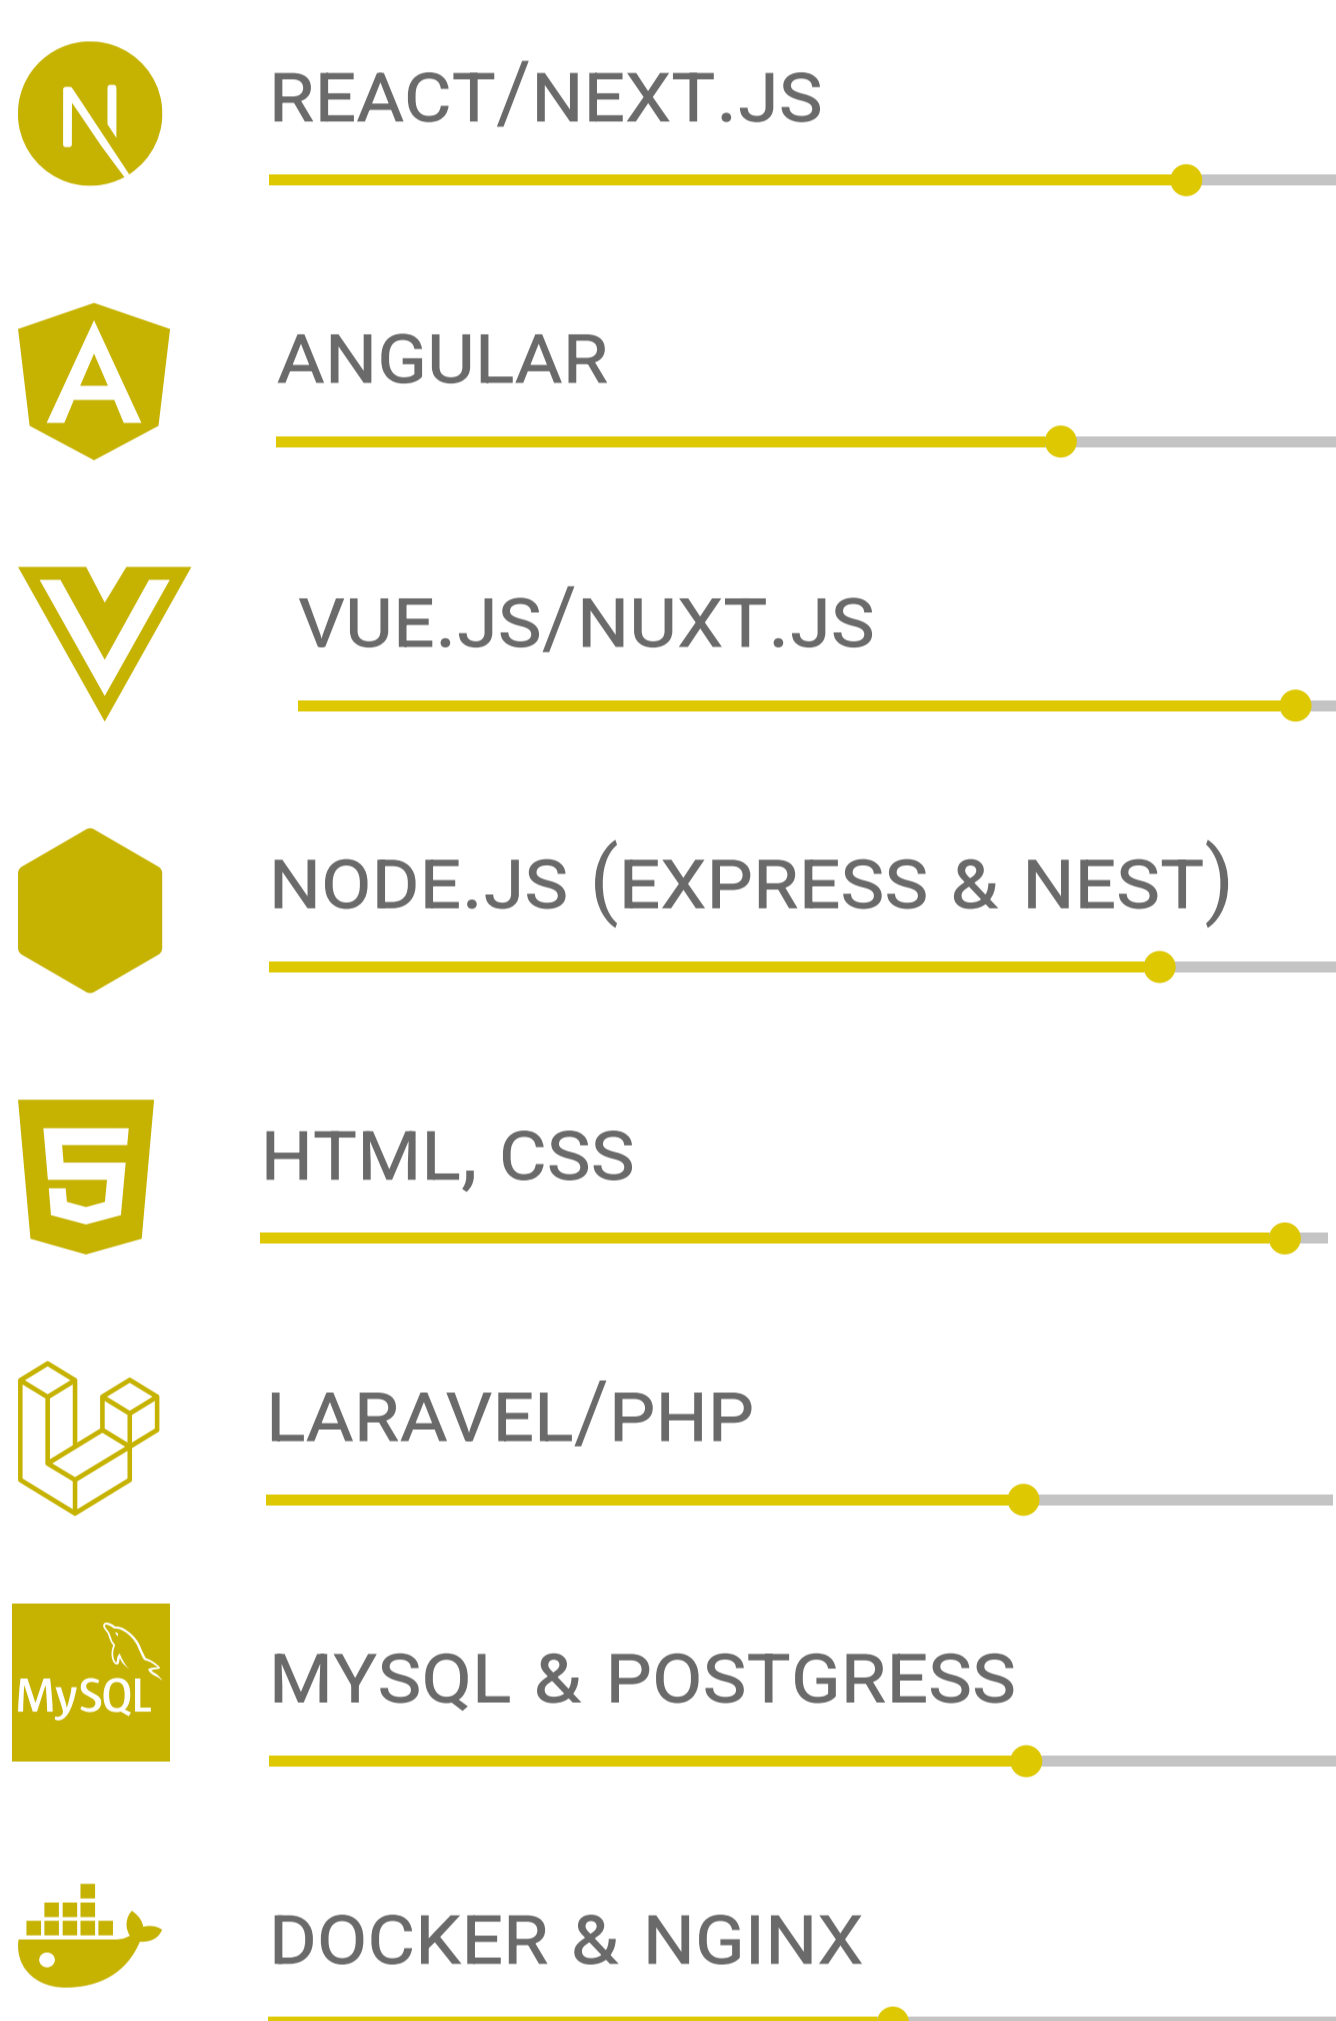 REACT/NEXT.JS
ANGULAR
VUE.JS/NUXT.JS
NODE.JS (EXPRESS & NEST)
HTML, CSS
LARAVEL/PHP
MySQL
MYSQL & POSTGRESS
DOCKER & NGINX